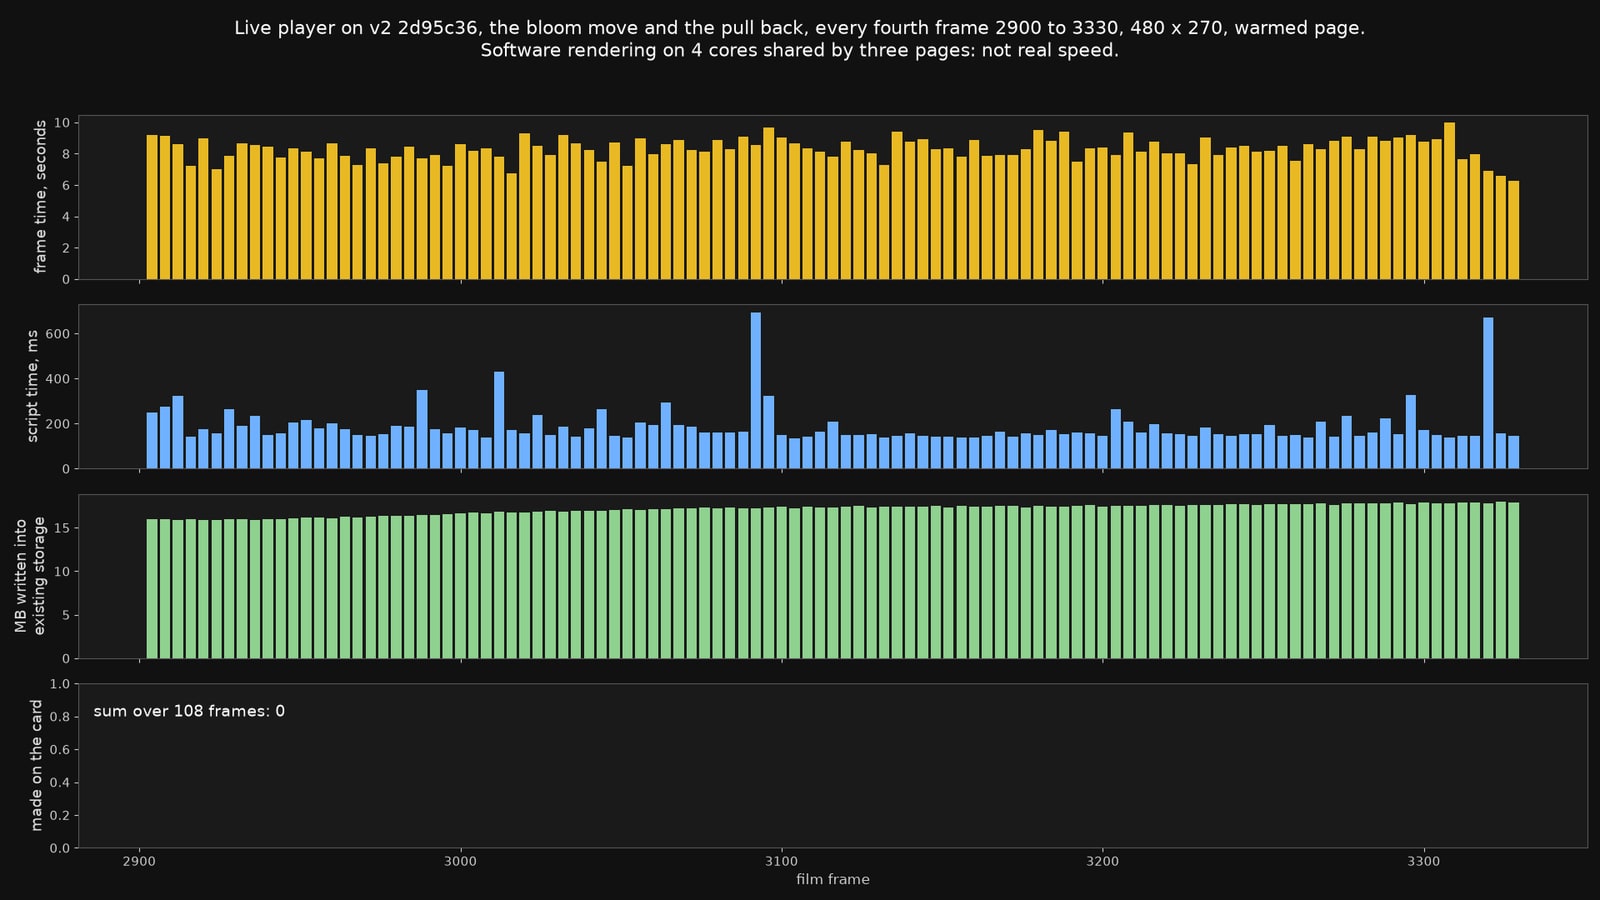 Live player on v2 2d95c36, the bloom move and the pull back, every fourth frame 2900 to 3330, 480 x 270, warmed page.
Software rendering on 4 cores shared by three pages: not real speed.
frame time, seconds
10
8
6
4
2
0
script time, ms
600
400
200
0
MB written into
existing storage
15
10
5
0
made on the card
1.0
0.8
0.6
0.4
0.2
0.0
sum over 108 frames: 0
2900
3000
3100
3200
3300
film frame